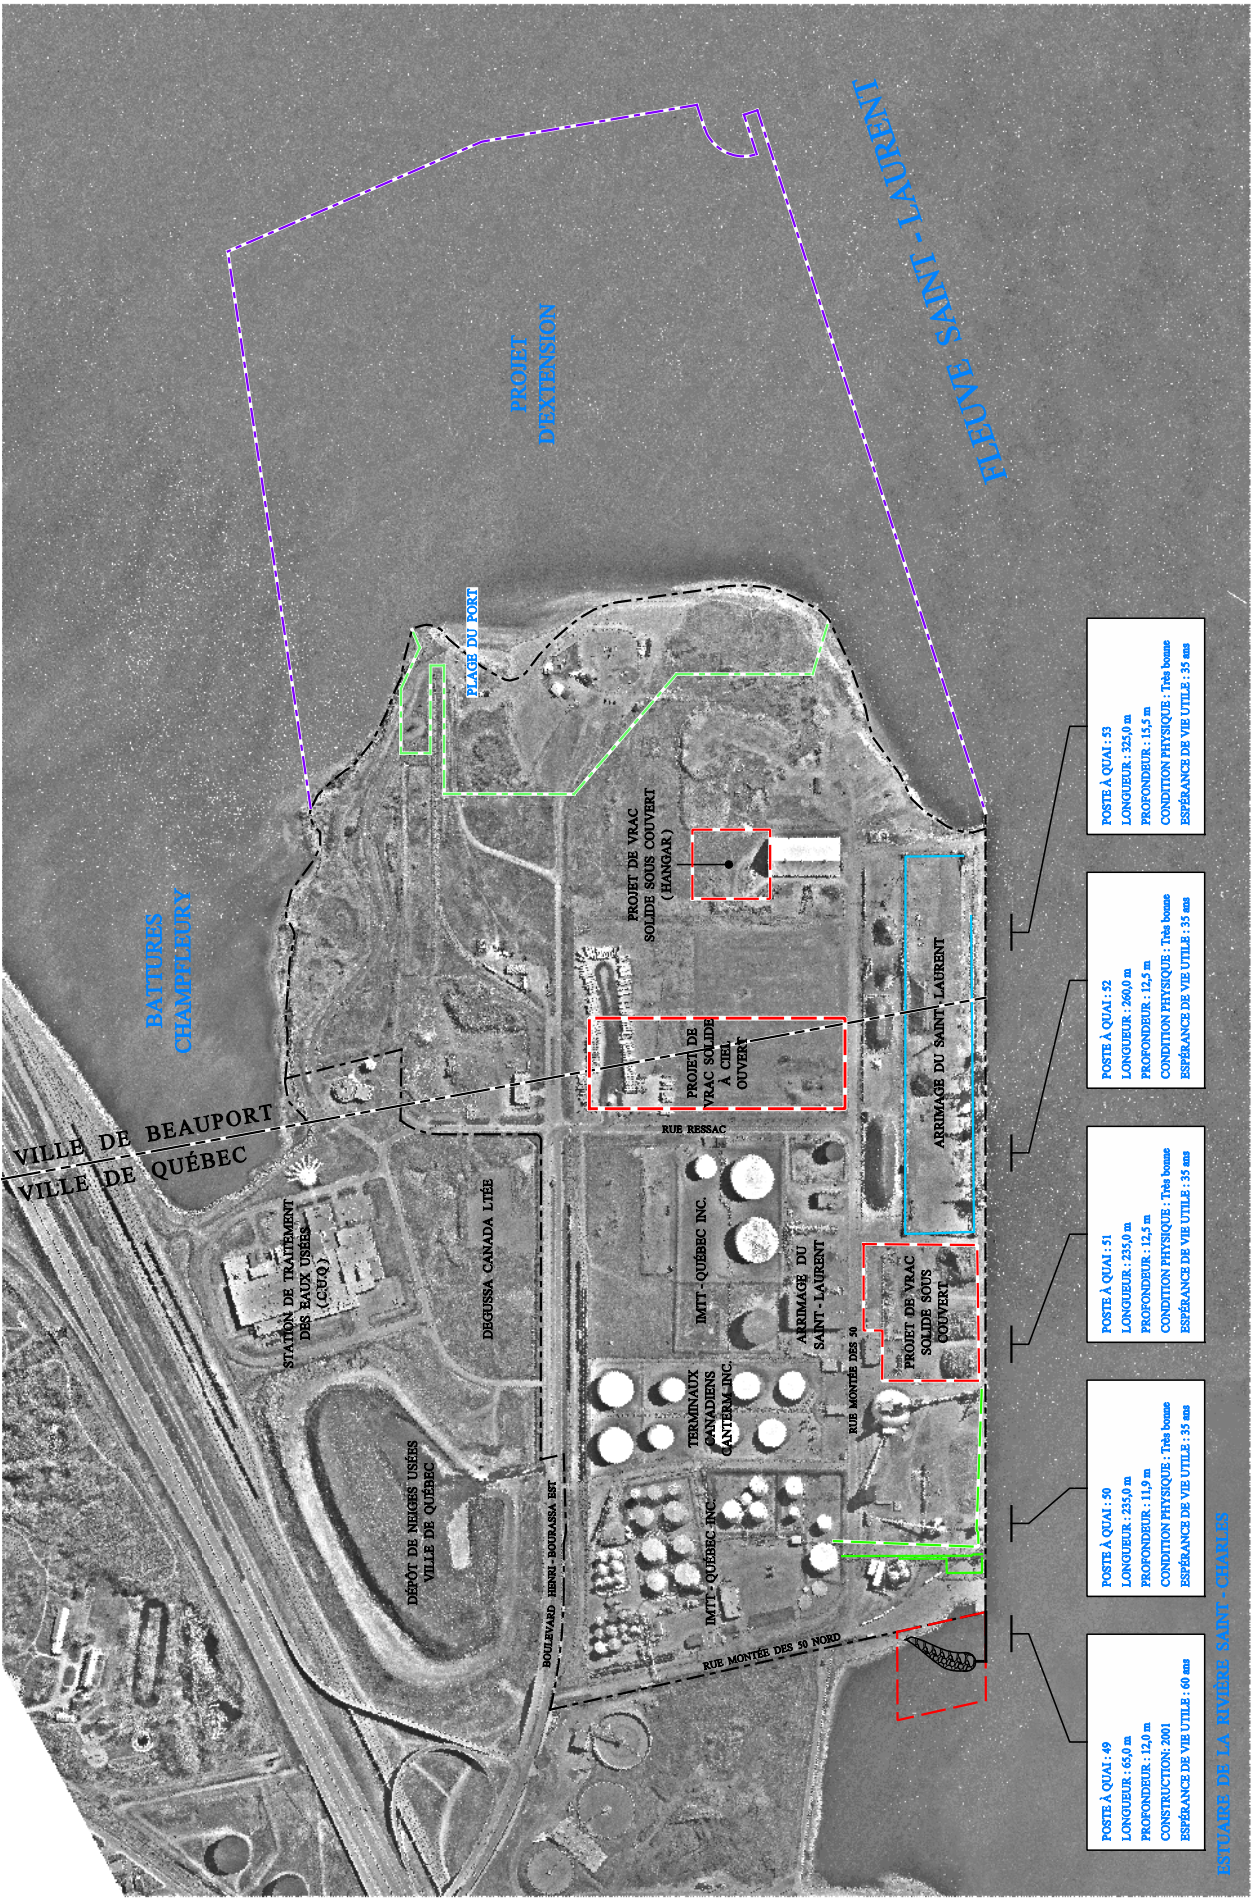 FLEUVE SAINT - LAURENT
PROJET
D'EXTENSION
PLAGE DU FORT
BATTURES
CHAMPFLEURY
VILLE DE BEAUPORT
VILLE DE QUÉBEC
PROJET DE VRAC
SOLIDE SOUS COUVERT
( HANGAR )
PROJET DE
VRAC SOLIDE
À CIEL
OUVERT
ARRIMAGE DU SAINT LAURENT
RUE RESSAC
STATION DE TRAITEMENT
DES EAUX USÉES
( C.U.Q )
DEGUSSA CANADA LTÉE
IMTT - QUÉBEC INC.
ARRIMAGE DU
SAINT - LAURENT
PROJET DE VRAC
SOLIDE SOUS
COUVERT
RUE MONTÉE DES 50
TERMINAUX
CANADIENS
CANTERM INC.
DÉPÔT DE NEIGES USÉES
VILLE DE QUÉBEC
BOULEVARD HENRI - BOURASSA EST
IMTT - QUÉBEC INC.
RUE MONTÉE DES 50 NORD
POSTE À QUAI : 49
LONGUEUR : 65,0 m
PROFONDEUR : 12,0 m
CONSTRUCTION: 2001
ESPÉRANCE DE VIE UTILE : 60 ans
POSTE À QUAI : 50
LONGUEUR : 235,0 m
PROFONDEUR : 11,9 m
CONDITION PHYSIQUE : Très bonne
ESPÉRANCE DE VIE UTILE : 35 ans
POSTE À QUAI : 51
LONGUEUR : 235,0 m
PROFONDEUR : 12,5 m
CONDITION PHYSIQUE : Très bonne
ESPÉRANCE DE VIE UTILE : 35 ans
POSTE À QUAI : 52
LONGUEUR : 260,0 m
PROFONDEUR : 12,5 m
CONDITION PHYSIQUE : Très bonne
ESPÉRANCE DE VIE UTILE : 35 ans
POSTE À QUAI : 53
LONGUEUR : 325,0 m
PROFONDEUR : 15,5 m
CONDITION PHYSIQUE : Très bonne
ESPÉRANCE DE VIE UTILE : 35 ans
ESTUAIRE DE LA RIVIÈRE SAINT - CHARLES